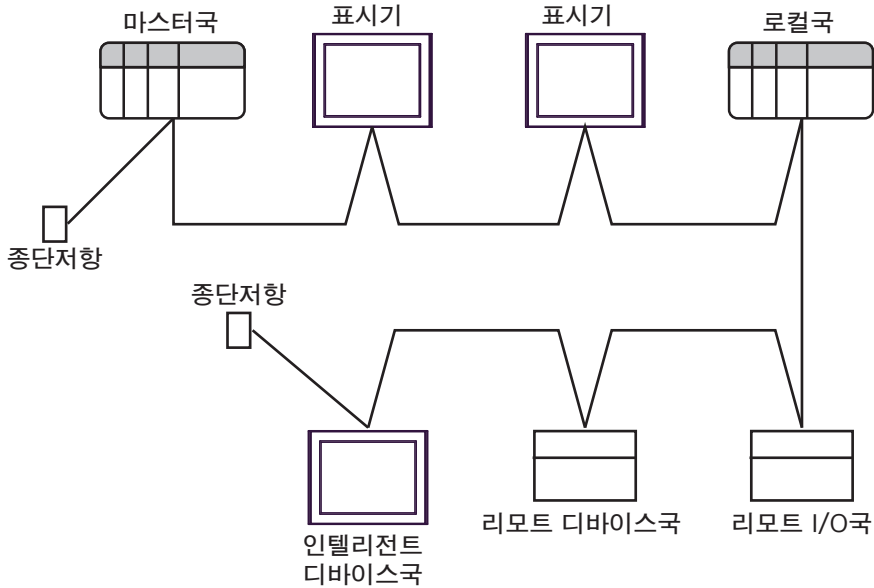 마스터국
표시기
표시기
로컬국
종단저항
종단저항
인텔리전트
디바이스국
리모트 디바이스국
리모트 I/O국